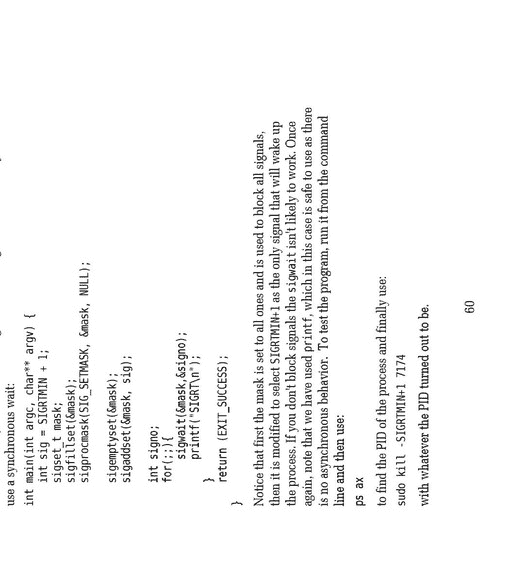 use a synchronous wait:
int main(int argc, char** argv) {
int sig = SIGRTMIN + 1;
sigset_t mask;
sigfillset(&mask);
sigprocmask(SIG_SETMASK, &mask, NULL);
sigemptyset(&mask);
sigaddset(&mask, sig);
int signo;
for(;;){
sigwait(&mask,&signo);
printf("SIGRT\n");
}
return (EXIT_SUCCESS);
}
Notice that first the mask is set to all ones and is used to block all signals,
then it is modified to select SIGRTMIN+1 as the only signal that will wake up
the process. If you don't block signals the sigwait isn't likely to work. Once
again, note that we have used printf, which in this case is safe to use as there
is no asynchronous behavior. To test the program, run it from the command
line and then use:
ps ax
to find the PID of the process and finally use:
sudo kill -SIGRTMIN+1 7174
with whatever the PID turned out to be.
60